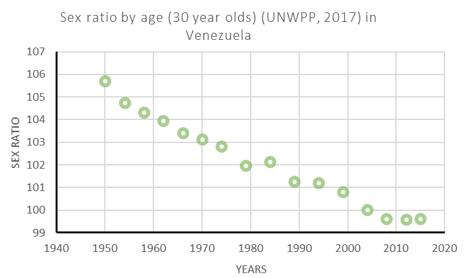 Sex ratio by age (30 year olds) (UNWPP, 2017) in
Venezuela
107
106
105
104
103
102
101
100
99
SEX RATIO
1940 1950 1960 1970 1980 1990 2000 2010 2020
YEARS